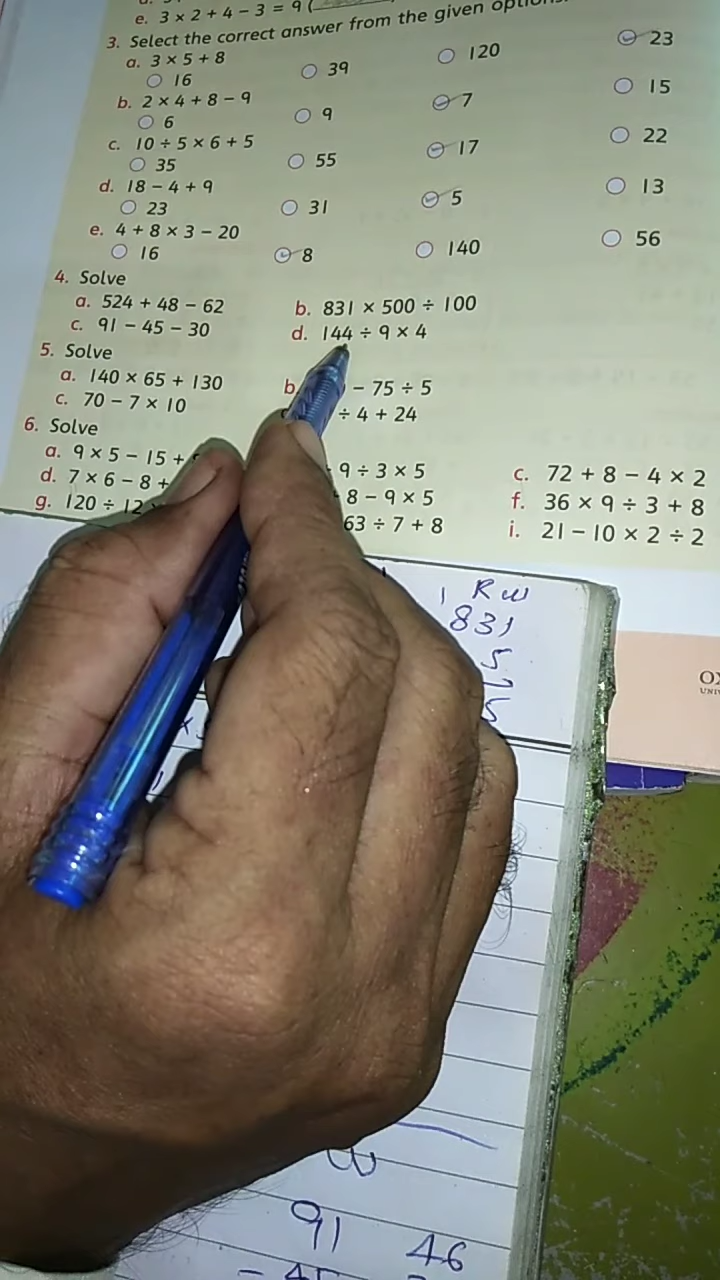 e. 3 × 2 + 4 − 3 = 9 (
3. Select the correct answer from the given
a. 3 × 5 + 8
16 39 120 23
b. 2 × 4 + 8 − 9
6 9 7 15
c. 10 ÷ 5 × 6 + 5
35 55 17 22
d. 18 − 4 + 9
23 31 5 13
e. 4 + 8 × 3 − 20
16 8 140 56
4. Solve
a. 524 + 48 − 62 b. 831 × 500 ÷ 100
c. 91 − 45 − 30 d. 144 ÷ 9 × 4
5. Solve
a. 140 × 65 + 130 b − 75 ÷ 5
c. 70 − 7 × 10 ÷ 4 + 24
6. Solve
a. 9 × 5 − 15 + 9 ÷ 3 × 5 c. 72 + 8 − 4 × 2
d. 7 × 6 − 8 + 8 − 9 × 5 f. 36 × 9 ÷ 3 + 8
g. 120 ÷ 12 63 ÷ 7 + 8 i. 21 − 10 × 2 ÷ 2
R w
831
5
5
91 46
− 45